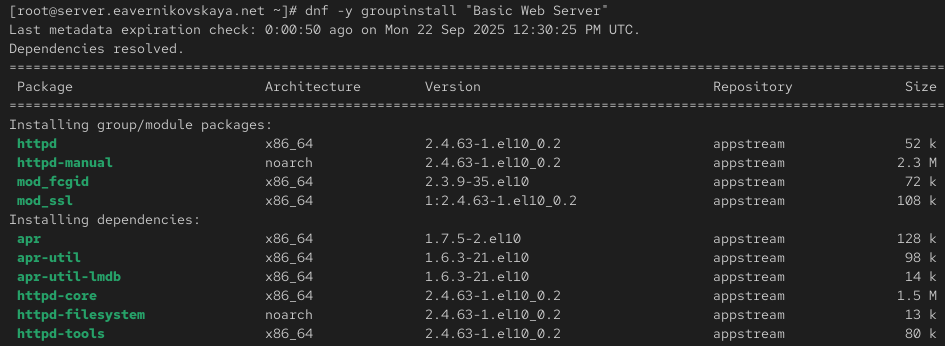 [root@server.eavernikovskaya.net ~]# dnf -y groupinstall "Basic Web Server"
Last metadata expiration check: 0:00:50 ago on Mon 22 Sep 2025 12:30:25 PM UTC.
Dependencies resolved.
================================================================================
Package Architecture Version Repository Size
================================================================================
Installing group/module packages:
httpd x86_64 2.4.63-1.el10_0.2 appstream 52 k
httpd-manual noarch 2.4.63-1.el10_0.2 appstream 2.3 M
mod_fcgid x86_64 2.3.9-35.el10 appstream 72 k
mod_ssl x86_64 1:2.4.63-1.el10_0.2 appstream 108 k
Installing dependencies:
apr x86_64 1.7.5-2.el10 appstream 128 k
apr-util x86_64 1.6.3-21.el10 appstream 98 k
apr-util-lmdb x86_64 1.6.3-21.el10 appstream 14 k
httpd-core x86_64 2.4.63-1.el10_0.2 appstream 1.5 M
httpd-filesystem noarch 2.4.63-1.el10_0.2 appstream 13 k
httpd-tools x86_64 2.4.63-1.el10_0.2 appstream 80 k